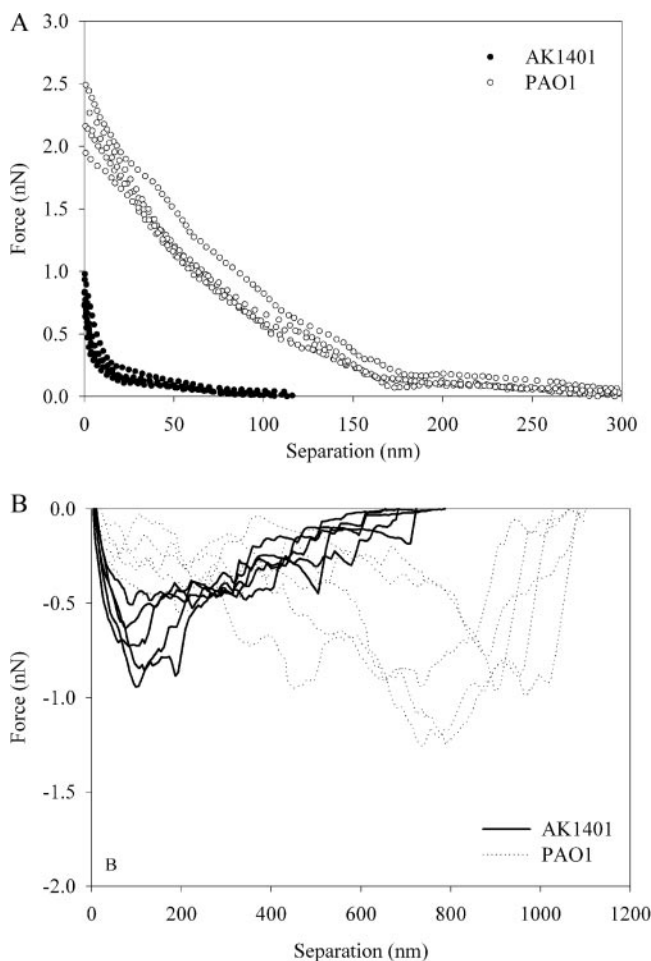 A
3.0
2.5
2.0
1.5
1.0
0.5
0.0
Force (nN)
AK1401
PAO1
0 50 100 150 200 250 300
Separation (nm)
B
0.0
-0.5
-1.0
-1.5
-2.0
Force (nN)
AK1401
PAO1
B
0 200 400 600 800 1000 1200
Separation (nm)